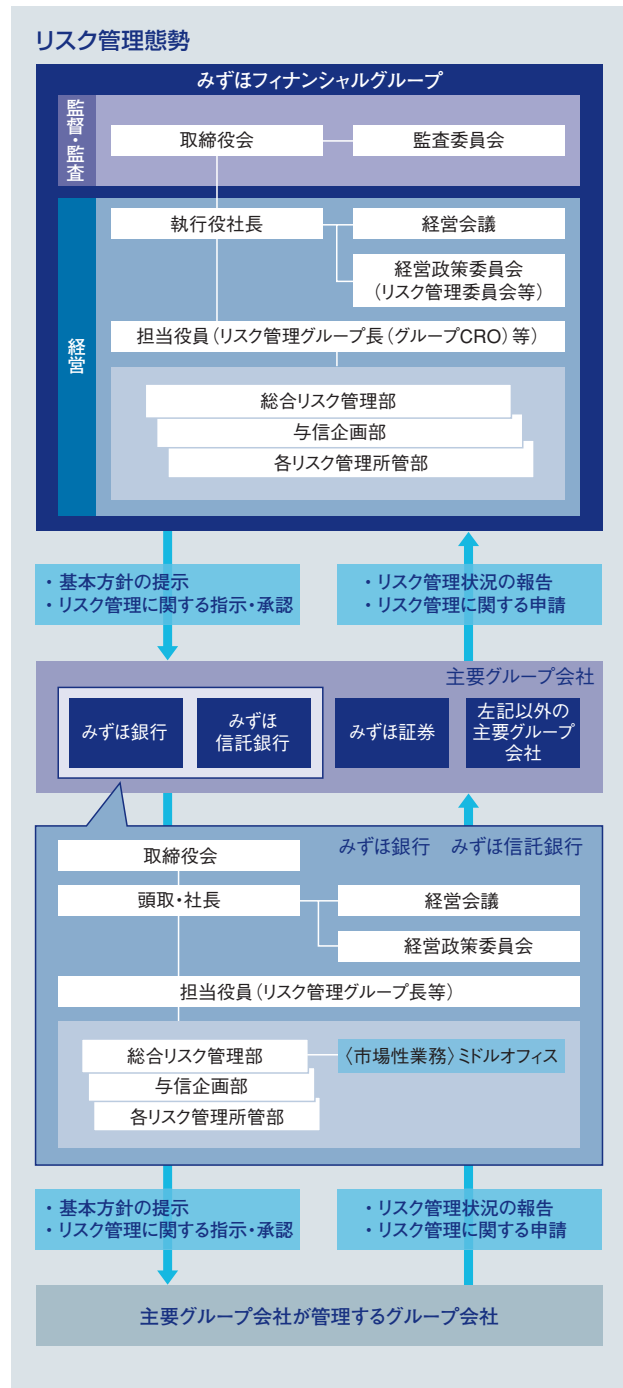 リスク管理態勢
みずほフィナンシャルグループ
監督・監査
取締役会
監査委員会
経営
執行役社長
経営会議
経営政策委員会
(リスク管理委員会等)
担当役員(リスク管理グループ長(グループCRO)等)
総合リスク管理部
与信企画部
各リスク管理所管部
・基本方針の提示
・リスク管理に関する指示・承認
・リスク管理状況の報告
・リスク管理に関する申請
主要グループ会社
みずほ銀行
みずほ
信託銀行
みずほ証券
左記以外の
主要グループ
会社
みずほ銀行 みずほ信託銀行
取締役会
頭取・社長
経営会議
経営政策委員会
担当役員(リスク管理グループ長等)
総合リスク管理部
〈市場性業務〉ミドルオフィス
与信企画部
各リスク管理所管部
・基本方針の提示
・リスク管理に関する指示・承認
・リスク管理状況の報告
・リスク管理に関する申請
主要グループ会社が管理するグループ会社